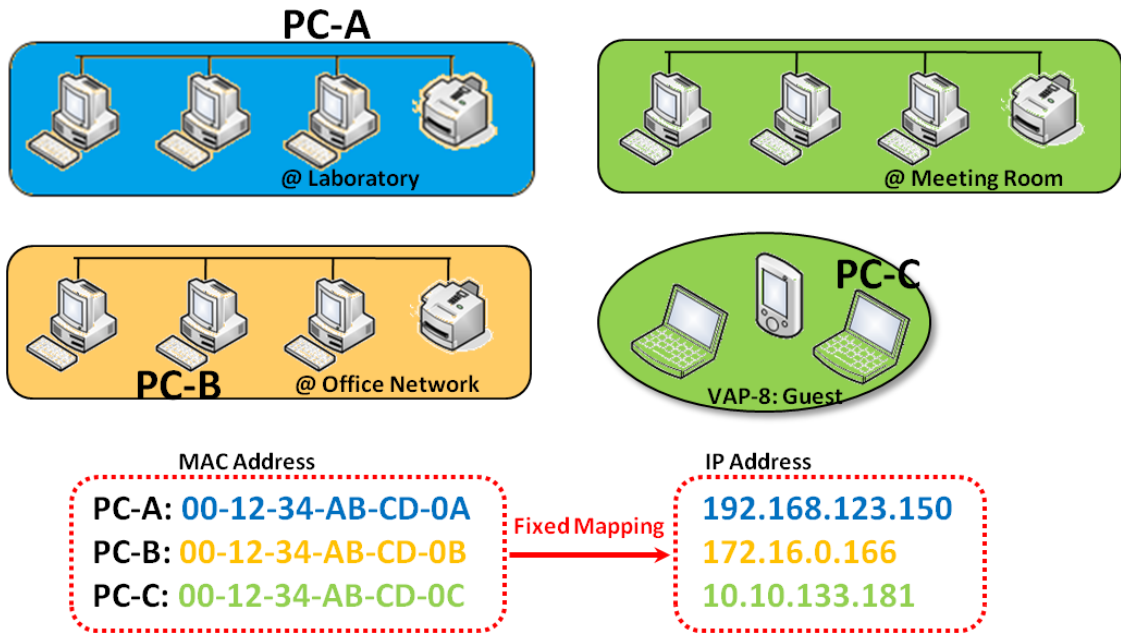 PC-A
@ Laboratory
@ Meeting Room
PC-B
@ Office Network
PC-C
VAP-8: Guest
MAC Address
IP Address
PC-A: 00-12-34-AB-CD-0A
PC-B: 00-12-34-AB-CD-0B
PC-C: 00-12-34-AB-CD-0C
Fixed Mapping
192.168.123.150
172.16.0.166
10.10.133.181